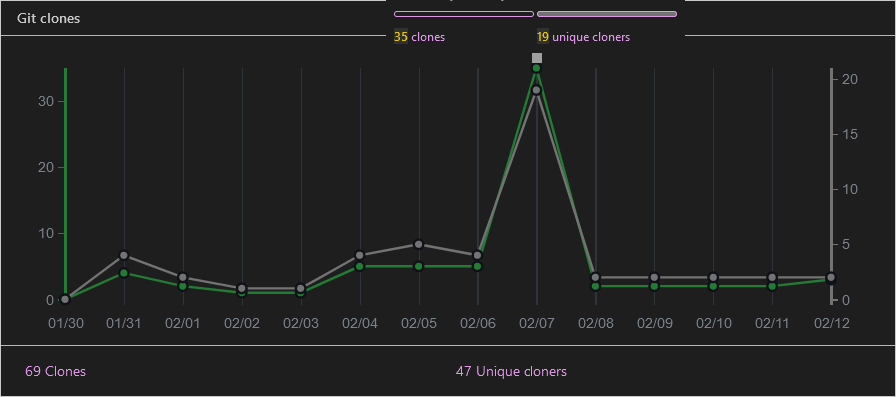 Git clones
35 clones
19 unique cloners
30
20
10
0
20
15
10
5
0
01/30 01/31 02/01 02/02 02/03 02/04 02/05 02/06 02/07 02/08 02/09 02/10 02/11 02/12
69 Clones
47 Unique cloners